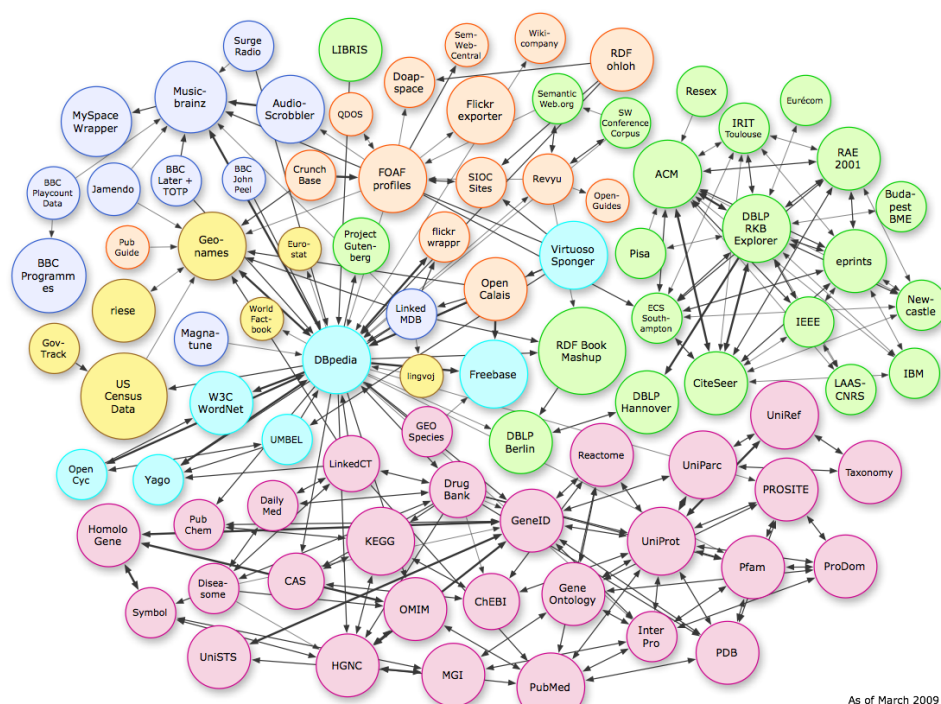 Surge
Radio
LIBRIS
Sem-
Web-
Central
Wiki-
company
RDF
ohloh
Music-
brainz
Doap-
space
MySpace
Wrapper
Audio-
Scrobbler
QDOS
Flickr
exporter
Semantic
Web.org
SW
Conference
Corpus
Resex
IRIT
Toulouse
Eurécom
RAE
2001
BBC
Playcount
Data
Jamendo
BBC
Later +
TOTP
BBC
John
Peel
Crunch
Base
FOAF
profiles
SIOC
Sites
Revyu
Open-
Guides
ACM
DBLP
RKB
Explorer
Buda-
pest
BME
Pub
Guide
Geo-
names
Euro-
stat
Project
Guten-
berg
flickr
wrappr
Virtuoso
Sponger
Pisa
eprints
BBC
Programm
es
riese
World
Fact-
book
Linked
MDB
Open
Calais
ECS
South-
ampton
IEEE
New-
castle
Gov-
Track
Magna-
tune
DBpedia
lingvoj
Freebase
RDF Book
Mashup
CiteSeer
IBM
US
Census
Data
W3C
WordNet
UMBEL
GEO
Species
DBLP
Berlin
DBLP
Hannover
LAAS-
CNRS
UniRef
Open
Cyc
Yago
LinkedCT
Reactome
UniParc
Taxonomy
Daily
Med
Drug
Bank
PROSITE
Homolo
Gene
Pub
Chem
KEGG
GeneID
UniProt
Pfam
ProDom
Symbol
Disea-
some
CAS
OMIM
ChEBI
Gene
Ontology
Inter
Pro
PDB
UniSTS
HGNC
MGI
PubMed
As of March 2009